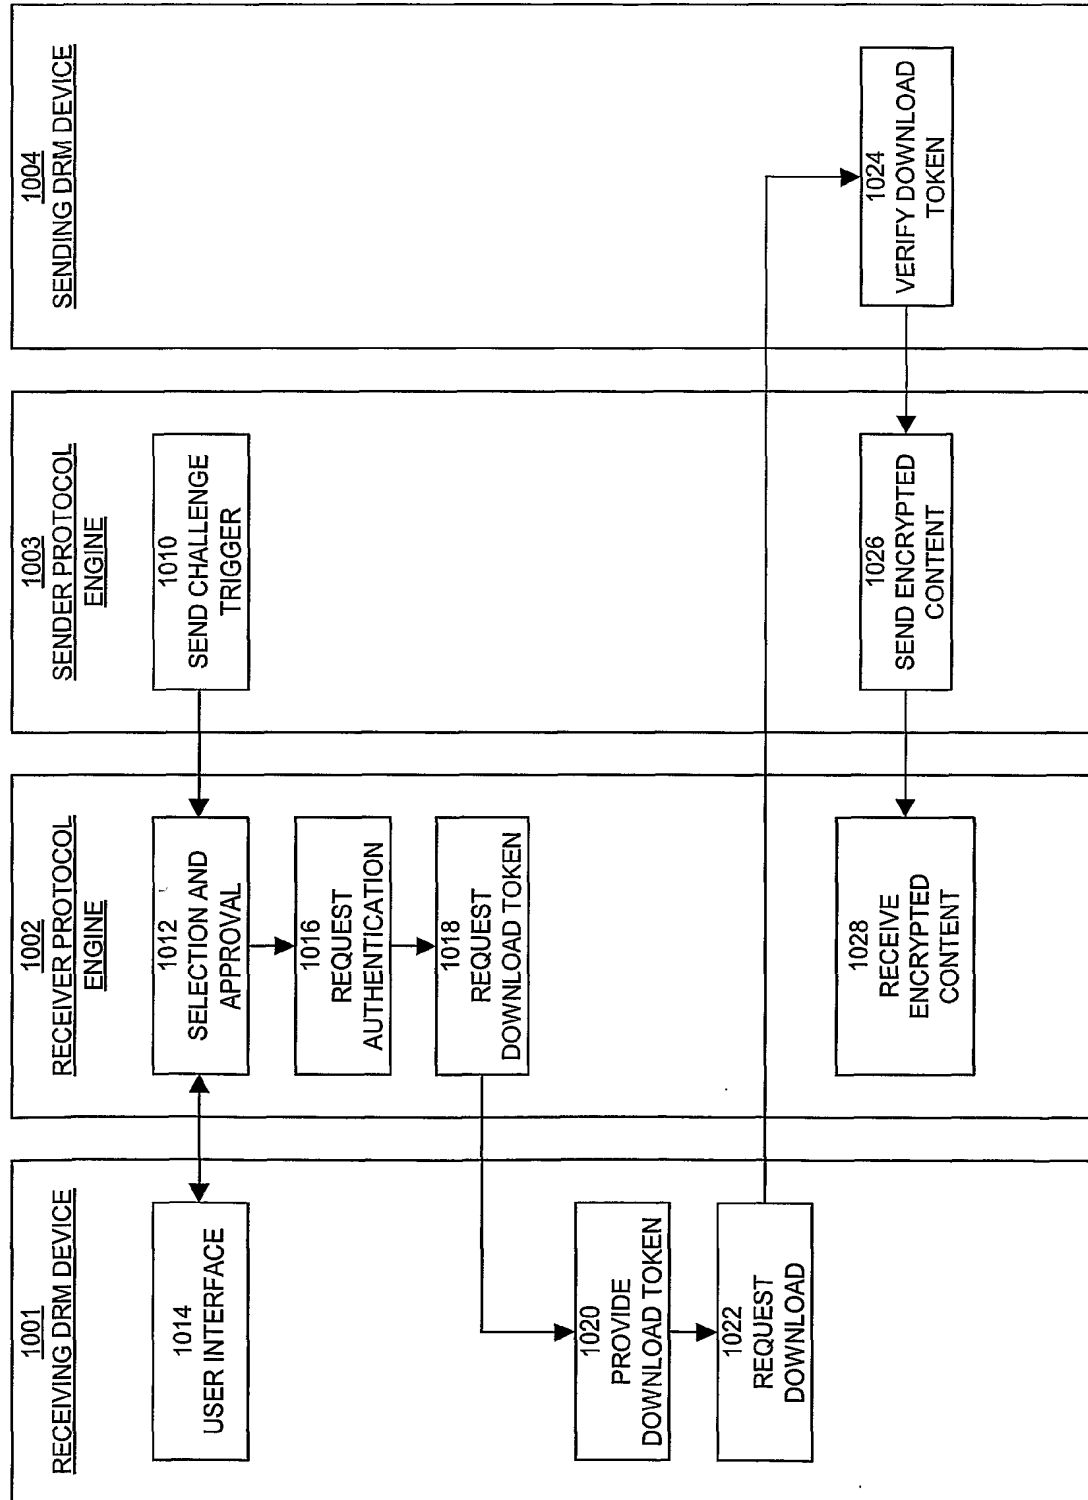 1001
RECEIVING DRM DEVICE
1014
USER INTERFACE
1020
PROVIDE
DOWNLOAD TOKEN
1022
REQUEST
DOWNLOAD
1002
RECEIVER PROTOCOL
ENGINE
1012
SELECTION AND
APPROVAL
1016
REQUEST
AUTHENTICATION
1018
REQUEST
DOWNLOAD TOKEN
1028
RECEIVE
ENCRYPTED
CONTENT
1003
SENDER PROTOCOL
ENGINE
1010
SEND CHALLENGE
TRIGGER
1026
SEND ENCRYPTED
CONTENT
1004
SENDING DRM DEVICE
1024
VERIFY DOWNLOAD
TOKEN